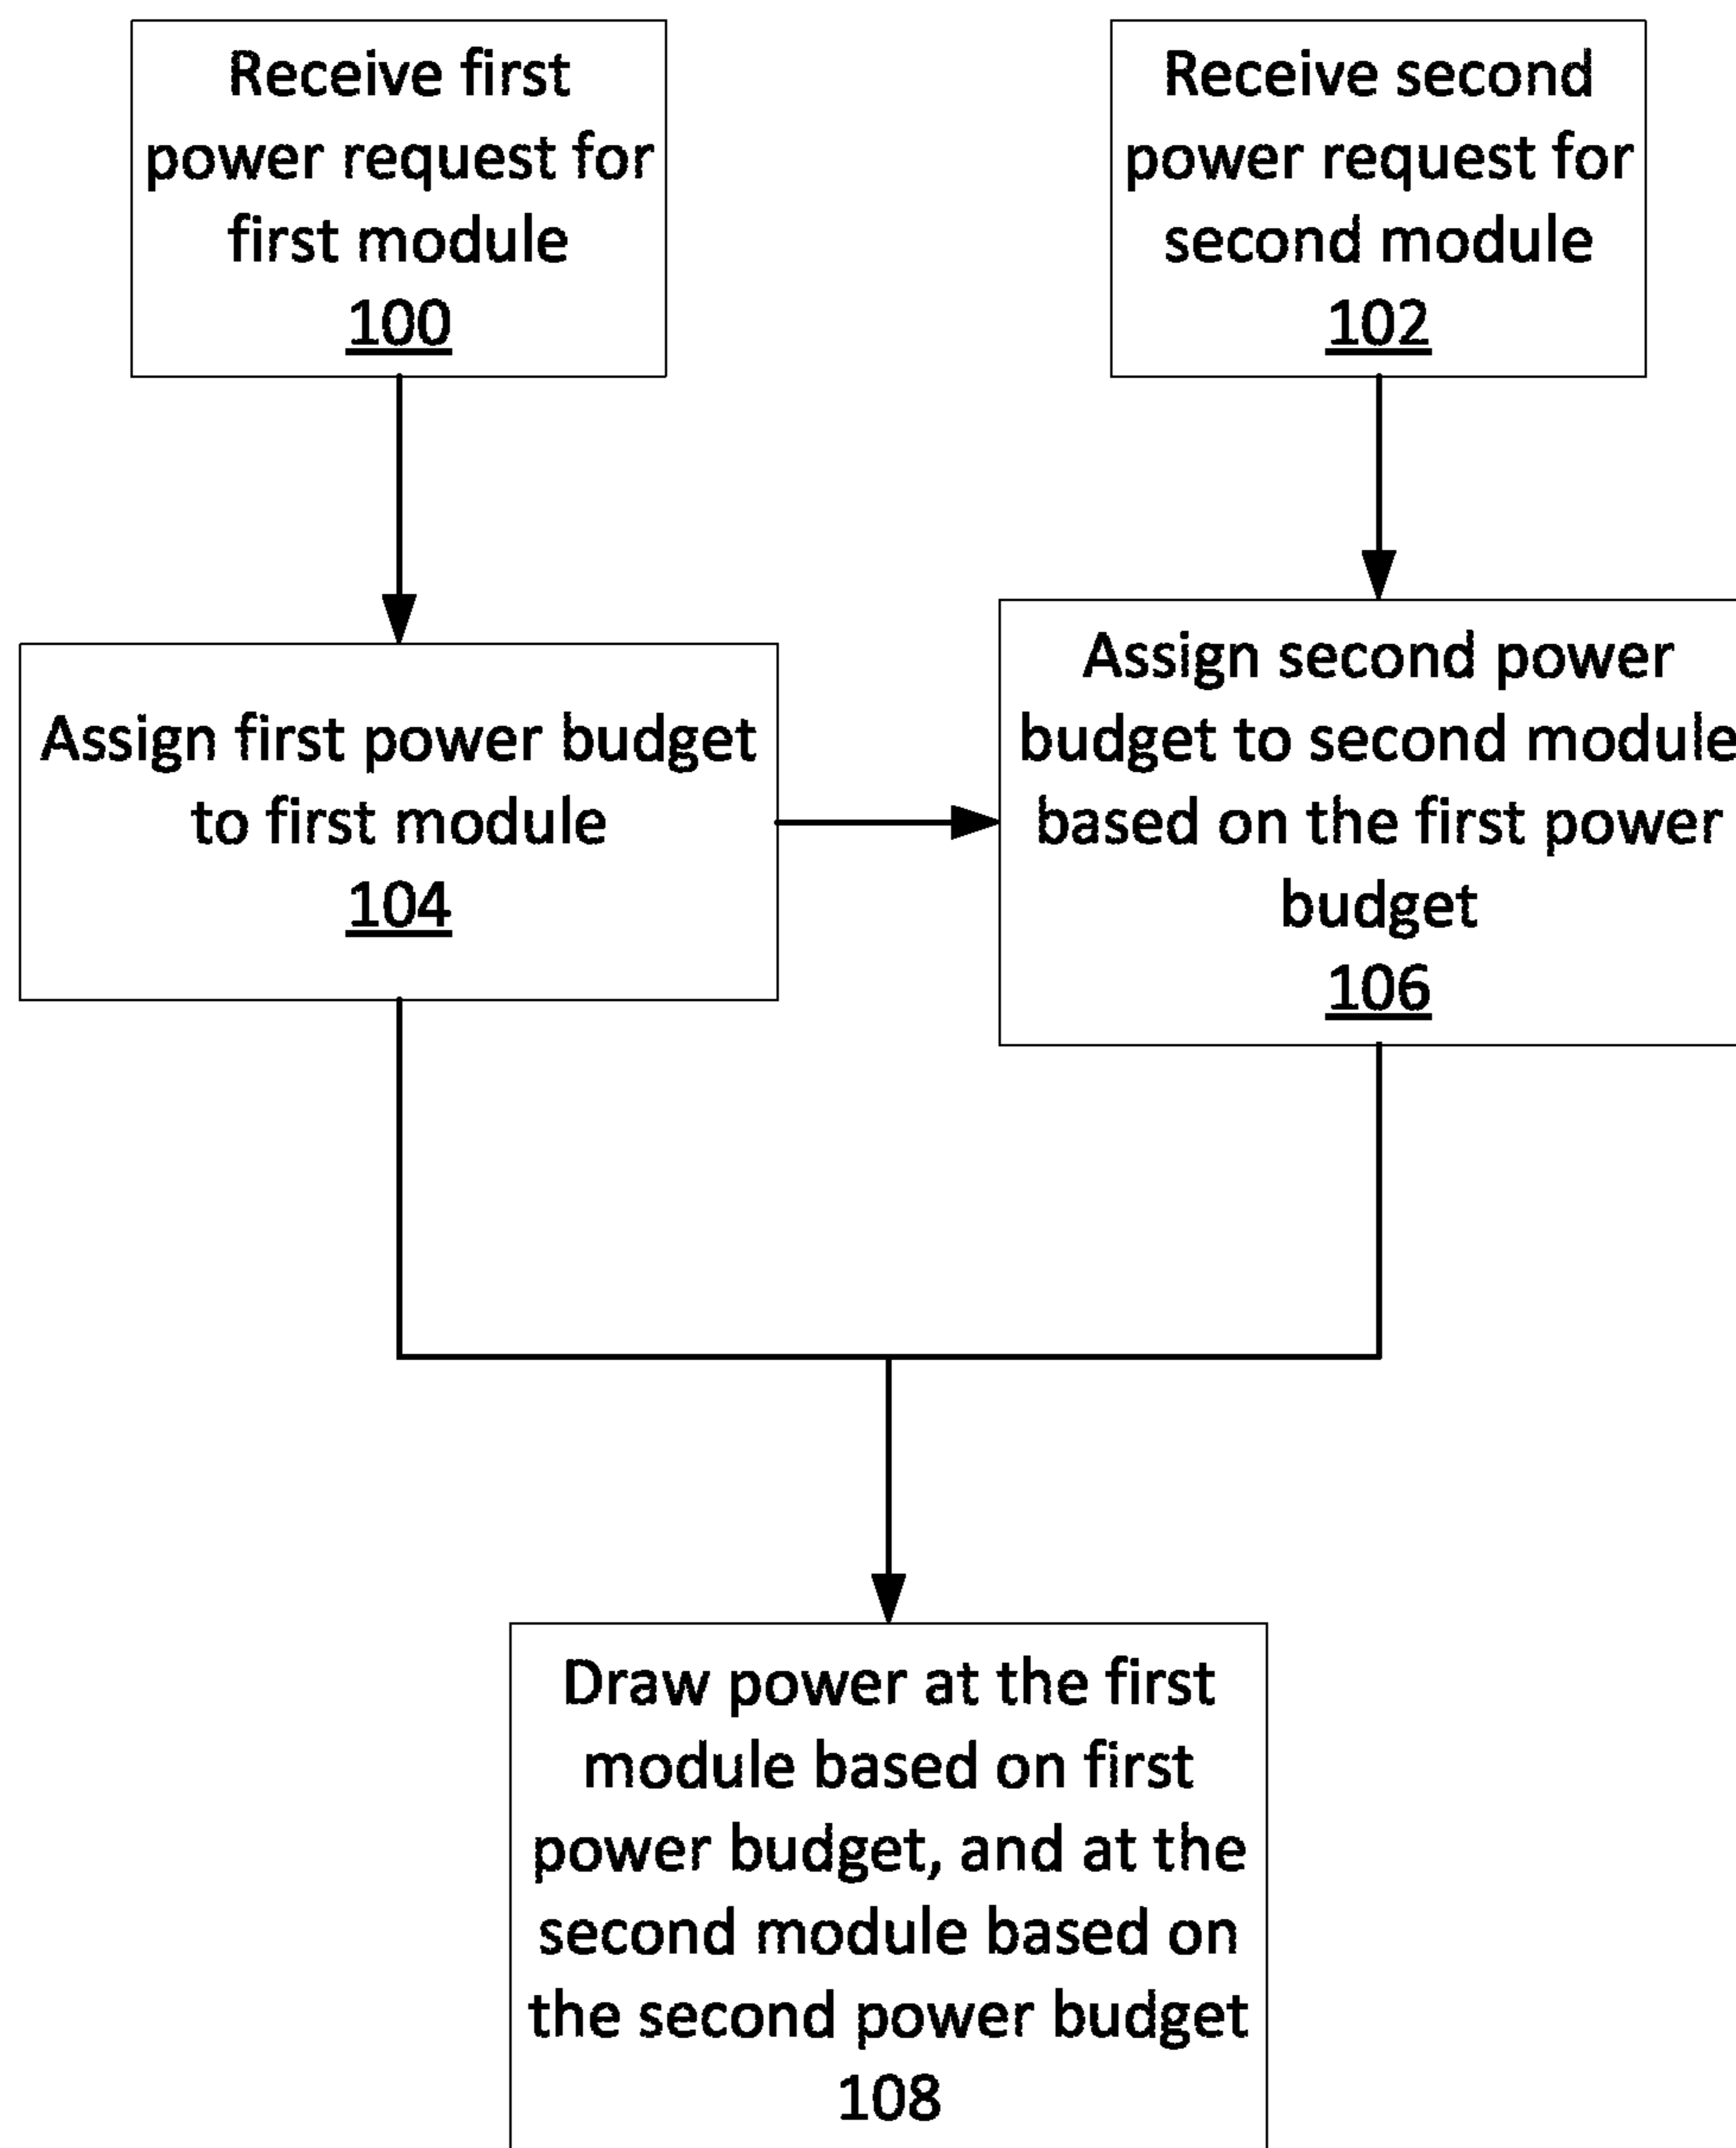 Receive first
power request for
first module
100
Receive second
power request for
second module
102
Assign first power budget
to first module
104
Assign second power
budget to second module
based on the first power
budget
106
Draw power at the first
module based on first
power budget, and at the
second module based on
the second power budget
108